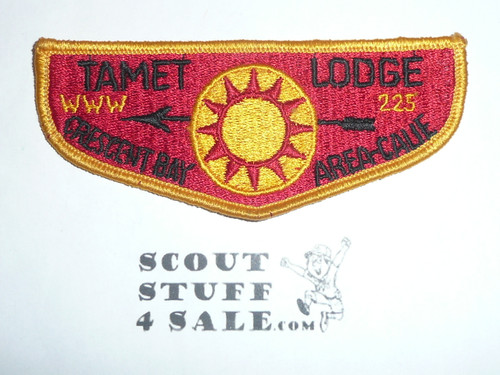 TAMET LODGE
WWW 225
CRESCENT BAY AREA-CALIF
SCOUT
STUFF
4 SALE.COM